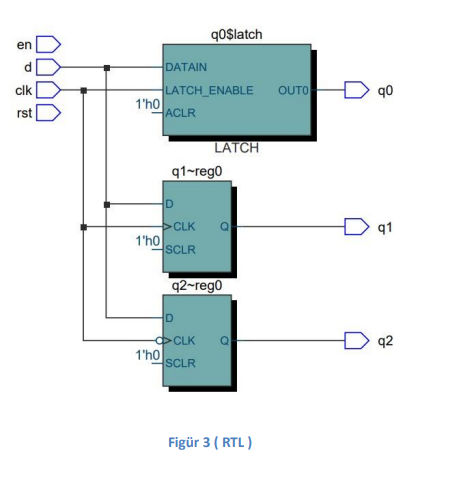 q0$latch
en
d
DATAIN
clk
LATCH_ENABLE
OUT0
q0
rst
1'h0
ACLR
LATCH
q1~reg0
D
CLK
Q
q1
1'h0
SCLR
q2~reg0
D
CLK
Q
q2
1'h0
SCLR
Figür 3 ( RTL )